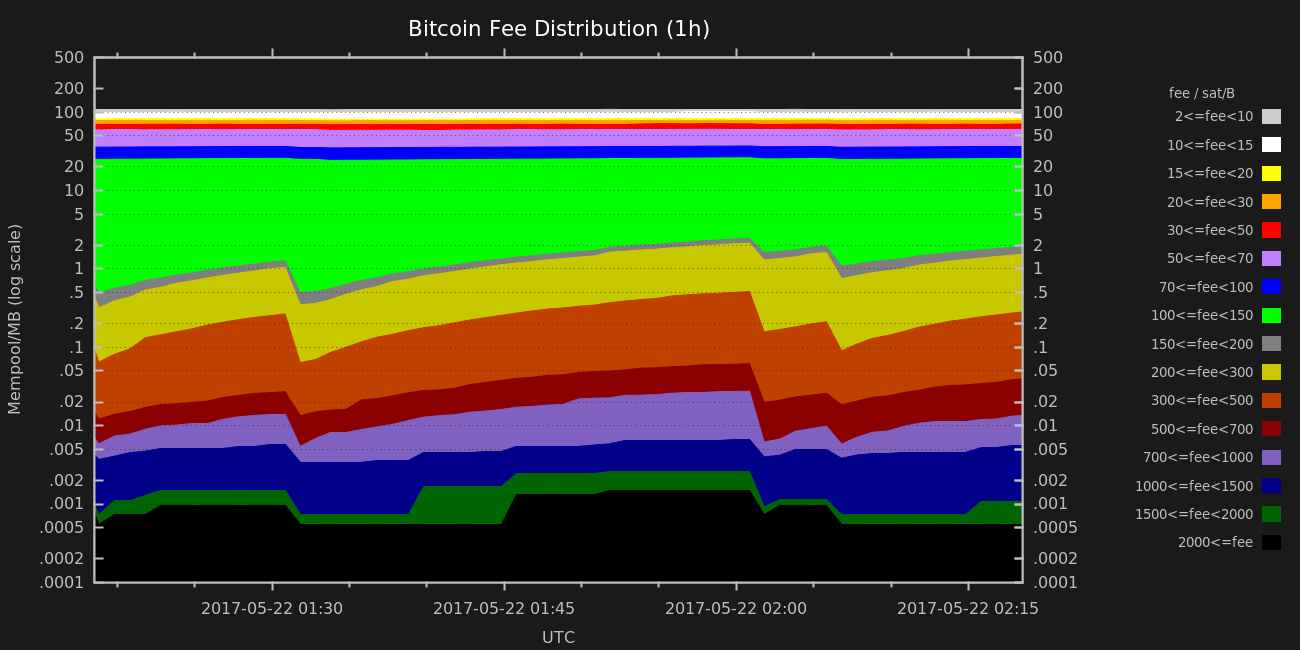 Bitcoin Fee Distribution (1h)
500
200
100
50
20
10
5
2
1
.5
.2
.1
.05
.02
.01
.005
.002
.001
.0005
.0002
.0001
Mempool/MB (log scale)
500
200
100
50
20
10
5
2
1
.5
.2
.1
.05
.02
.01
.005
.002
.001
.0005
.0002
.0001
2017-05-22 01:30
2017-05-22 01:45
2017-05-22 02:00
2017-05-22 02:15
UTC
fee / sat/B
2<=fee<10
10<=fee<15
15<=fee<20
20<=fee<30
30<=fee<50
50<=fee<70
70<=fee<100
100<=fee<150
150<=fee<200
200<=fee<300
300<=fee<500
500<=fee<700
700<=fee<1000
1000<=fee<1500
1500<=fee<2000
2000<=fee